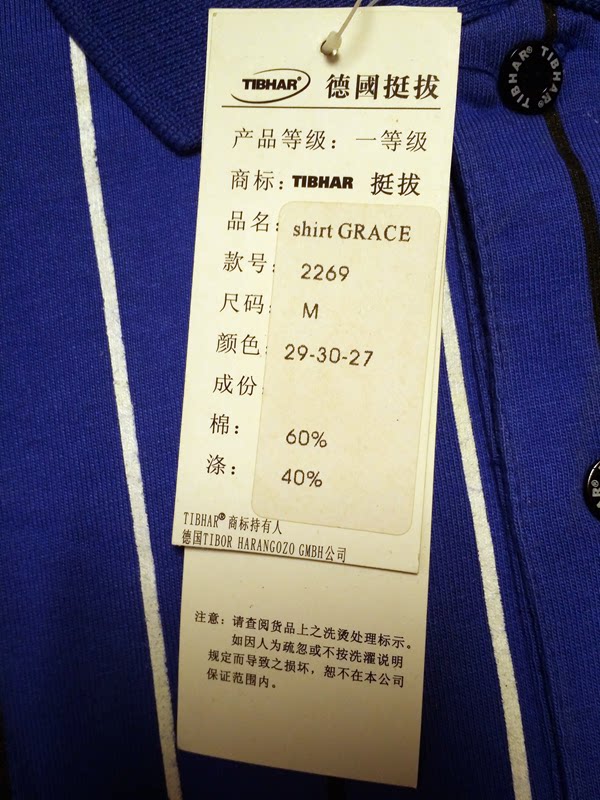 TIBHAR® 德國挺拔
产品等级：一等级
商标：TIBHAR 挺拔
品名：shirt GRACE
款号：2269
尺码：M
颜色：29-30-27
成份：
棉：60%
涤：40%
TIBHAR®商标持有人
德国TIBOR HARANGOZO GMBH公司
注意：请查阅货品上之洗烫处理标示。
如因人为疏忽或不按洗濯说明
规定而导致之损坏，恕不在本公司
保证范围内。
TIBHAR® TIBHAR®
AR®